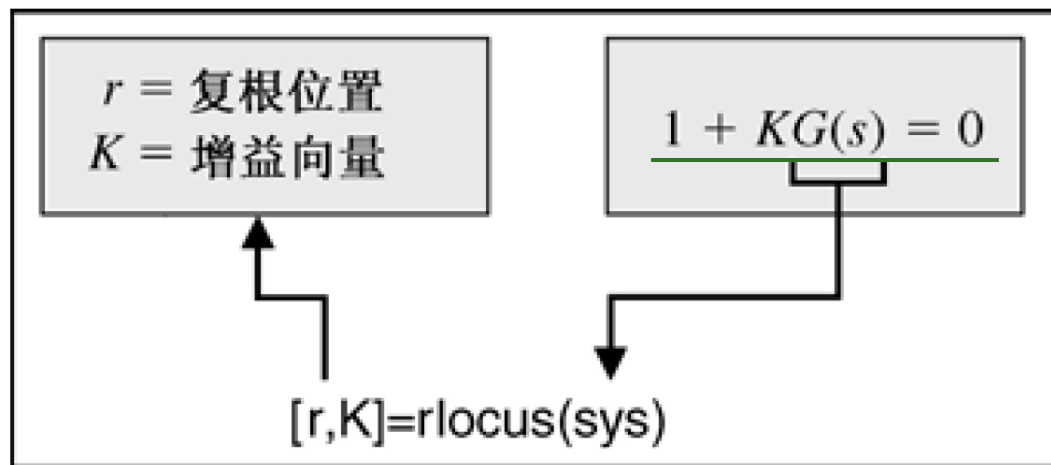 r = 复根位置
K = 增益向量
1 + KG(s) = 0
[r,K]=rlocus(sys)